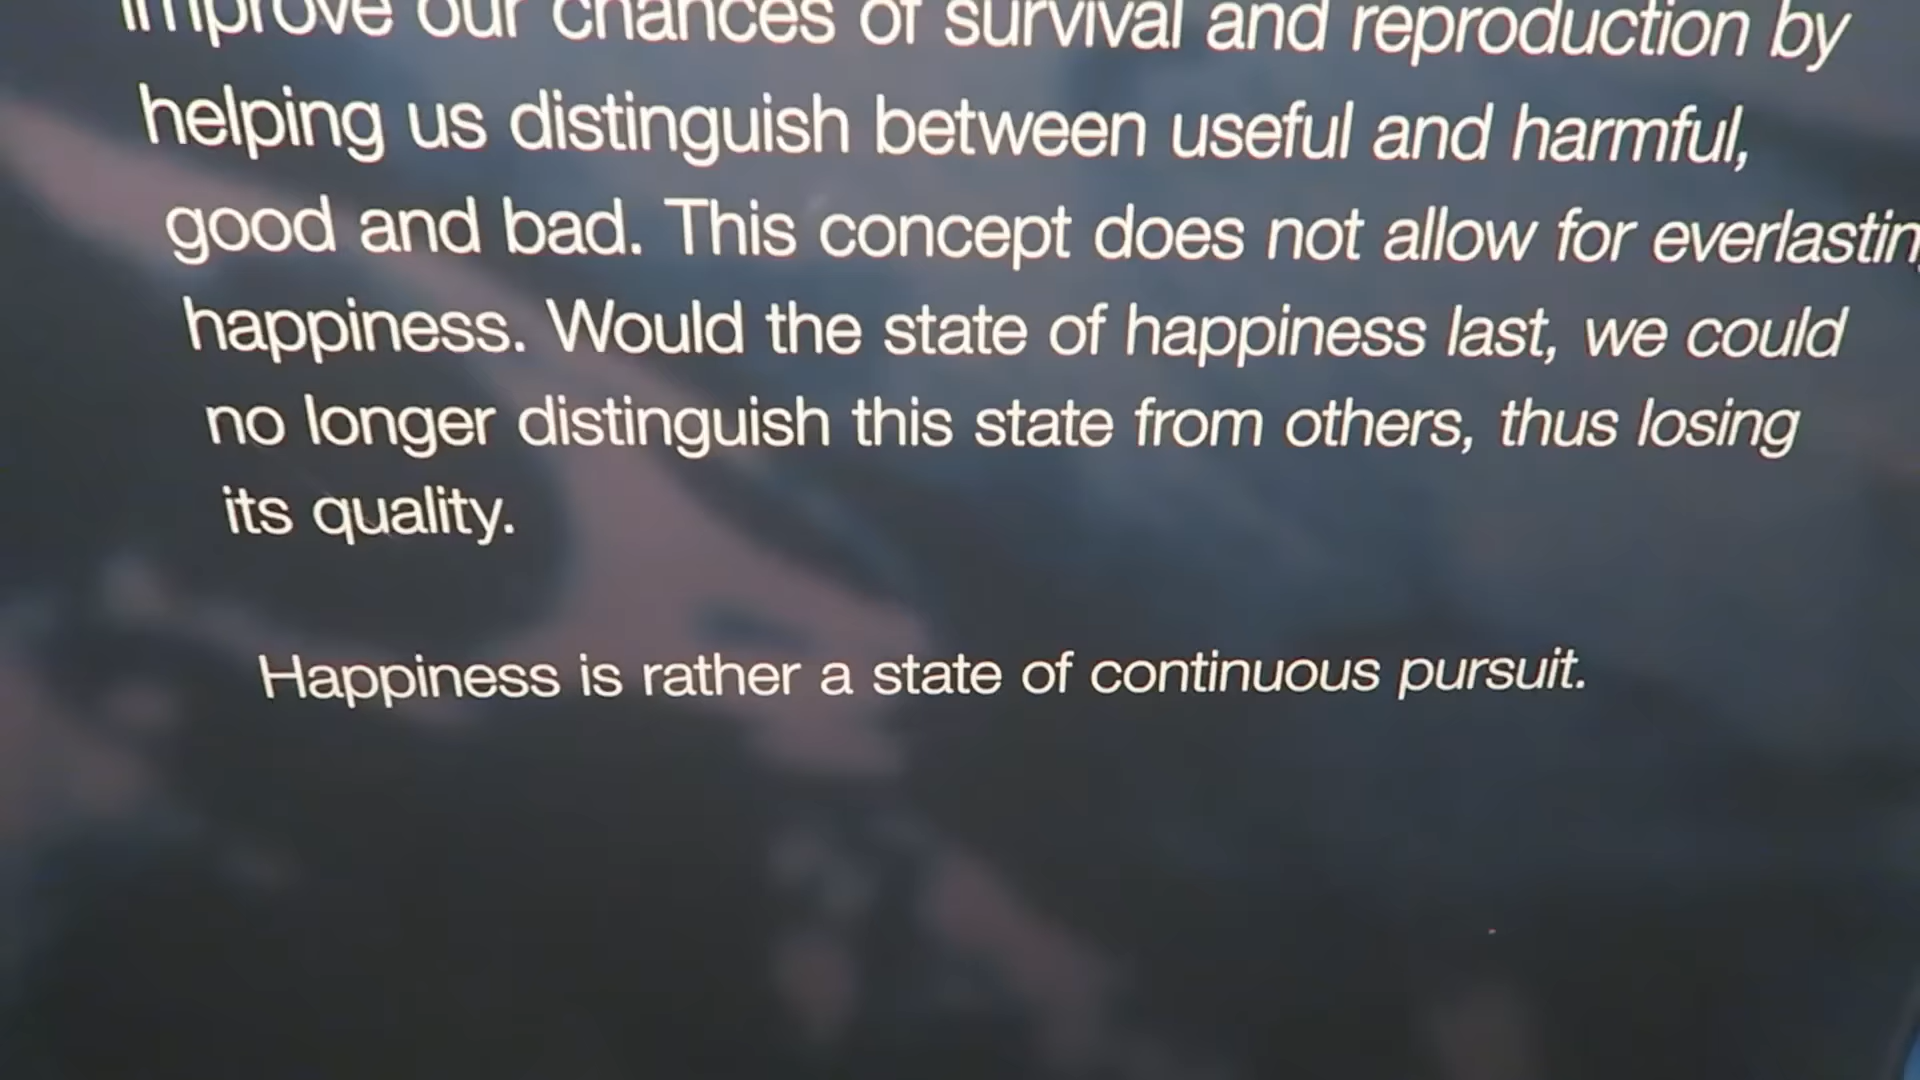 improve our chances of survival and reproduction by
helping us distinguish between useful and harmful,
good and bad. This concept does not allow for everlastin
happiness. Would the state of happiness last, we could
no longer distinguish this state from others, thus losing
its quality.
Happiness is rather a state of continuous pursuit.